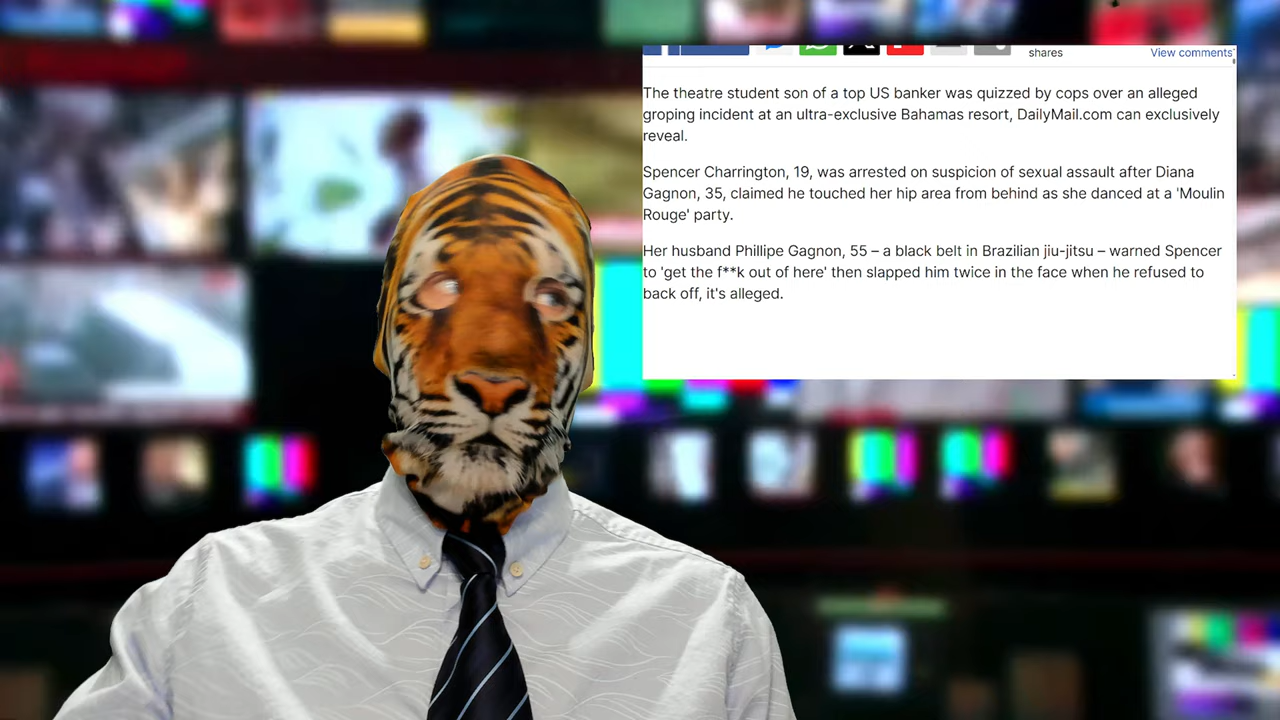 shares
View comments
The theatre student son of a top US banker was quizzed by cops over an alleged
groping incident at an ultra-exclusive Bahamas resort, DailyMail.com can exclusively
reveal.
Spencer Charrington, 19, was arrested on suspicion of sexual assault after Diana
Gagnon, 35, claimed he touched her hip area from behind as she danced at a 'Moulin
Rouge' party.
Her husband Phillipe Gagnon, 55 – a black belt in Brazilian jiu-jitsu – warned Spencer
to 'get the f**k out of here' then slapped him twice in the face when he refused to
back off, it's alleged.